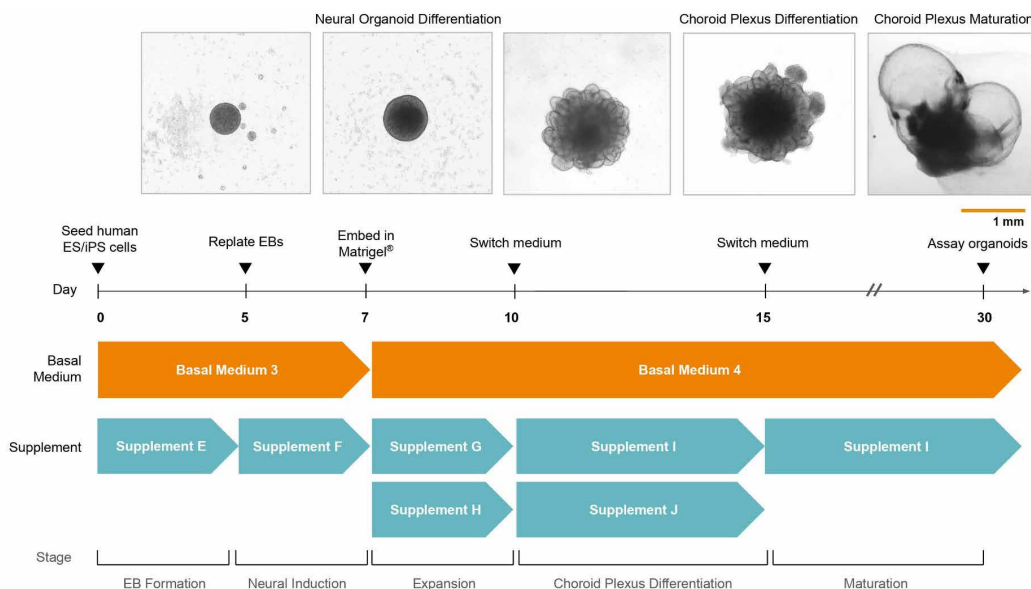 Neural Organoid Differentiation
Choroid Plexus Differentiation
Choroid Plexus Maturation
1 mm
Seed human
ES/iPS cells
Replate EBs
Embed in
Matrigel®
Switch medium
Switch medium
Assay organoids
Day
0
5
7
10
15
30
Basal
Medium
Basal Medium 3
Basal Medium 4
Supplement
Supplement E
Supplement F
Supplement G
Supplement I
Supplement I
Supplement H
Supplement J
Stage
EB Formation
Neural Induction
Expansion
Choroid Plexus Differentiation
Maturation